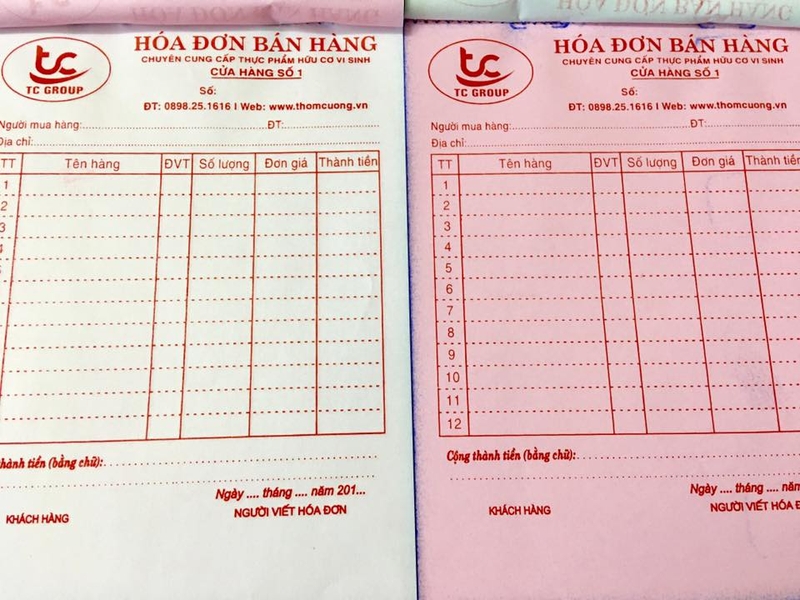 HÓA ĐƠN BÁN HÀNG
CHUYÊN CUNG CẤP THỰC PHẨM HỮU CƠ VI SINH
CỬA HÀNG SỐ 1
tc
TC GROUP
Số:
ĐT: 0898.25.1616 I Web: www.thomcuong.vn
Người mua hàng: ĐT:
Địa chỉ:
TT Tên hàng ĐVT Số lượng Đơn giá Thành tiền
1
2
3
thành tiền (bằng chữ):
Ngày .... tháng .... năm 201...
KHÁCH HÀNG NGƯỜI VIẾT HÓA ĐƠN
HÓA ĐƠN BÁN HÀNG
CHUYÊN CUNG CẤP THỰC PHẨM HỮU CƠ VI SINH
CỬA HÀNG SỐ 1
tc
TC GROUP
Số:
ĐT: 0898.25.1616 I Web: www.thomcuong.vn
Người mua hàng: ĐT:
Địa chỉ:
TT Tên hàng ĐVT Số lượng Đơn giá Thành tiền
1
2
3
4
5
6
7
8
9
10
11
12
Cộng thành tiền (bằng chữ):
Ngày .... tháng .... năm
KHÁCH HÀNG NGƯỜI VIẾT HÓA